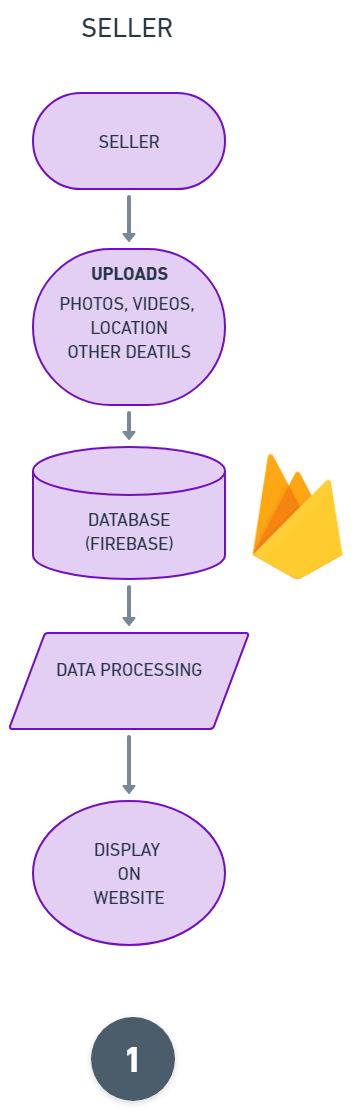 SELLER
SELLER
UPLOADS
PHOTOS, VIDEOS,
LOCATION
OTHER DEATILS
DATABASE
(FIREBASE)
DATA PROCESSING
DISPLAY
ON
WEBSITE
1